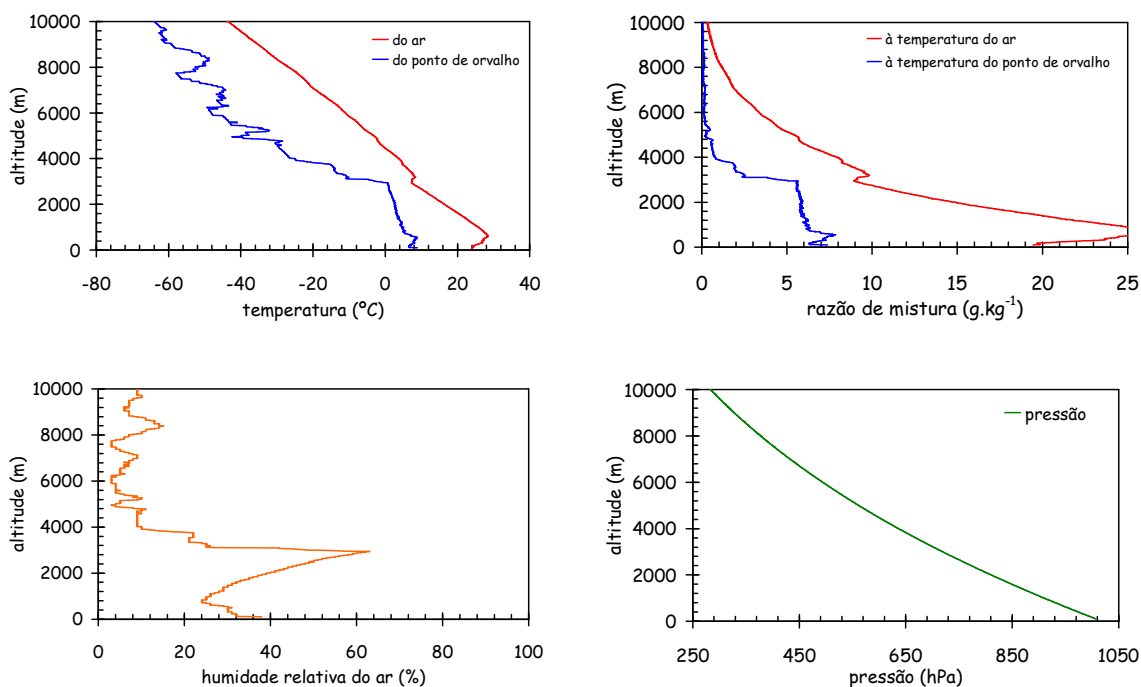 10000
8000
6000
4000
2000
0
altitude (m)
do ar
do ponto de orvalho
-80 -60 -40 -20 0 20 40
temperatura (ºC)
10000
8000
6000
4000
2000
0
altitude (m)
à temperatura do ar
à temperatura do ponto de orvalho
0 5 10 15 20 25
razão de mistura (g.kg⁻¹)
10000
8000
6000
4000
2000
0
altitude (m)
0 20 40 60 80 100
humidade relativa do ar (%)
10000
8000
6000
4000
2000
0
altitude (m)
pressão
250 450 650 850 1050
pressão (hPa)